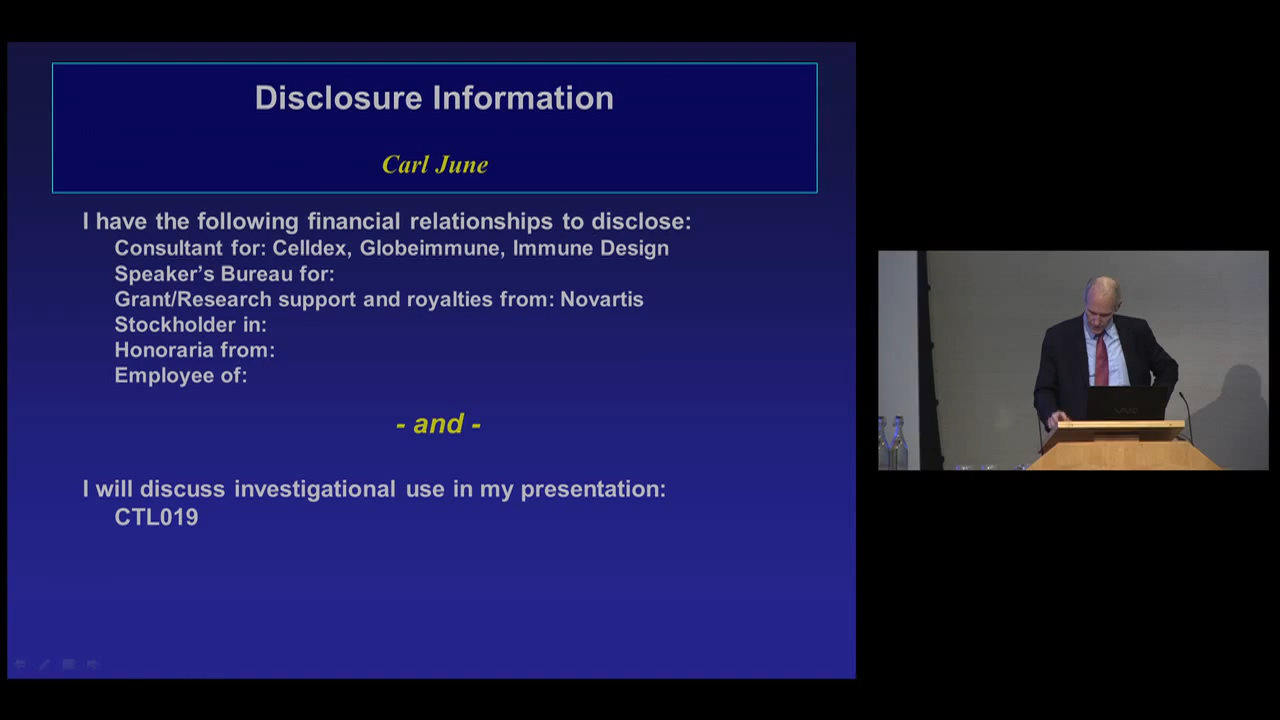 Disclosure Information
Carl June
I have the following financial relationships to disclose:
Consultant for: Celldex, Globeimmune, Immune Design
Speaker’s Bureau for:
Grant/Research support and royalties from: Novartis
Stockholder in:
Honoraria from:
Employee of:
- and -
I will discuss investigational use in my presentation:
CTL019
VAIO